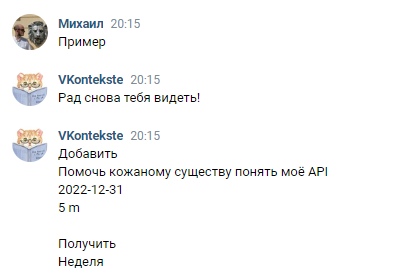 Михаил 20:15
Пример
VKontekste 20:15
Рад снова тебя видеть!
VKontekste 20:15
Добавить
Помочь кожаному существу понять моё API
2022-12-31
5 m
Получить
Неделя